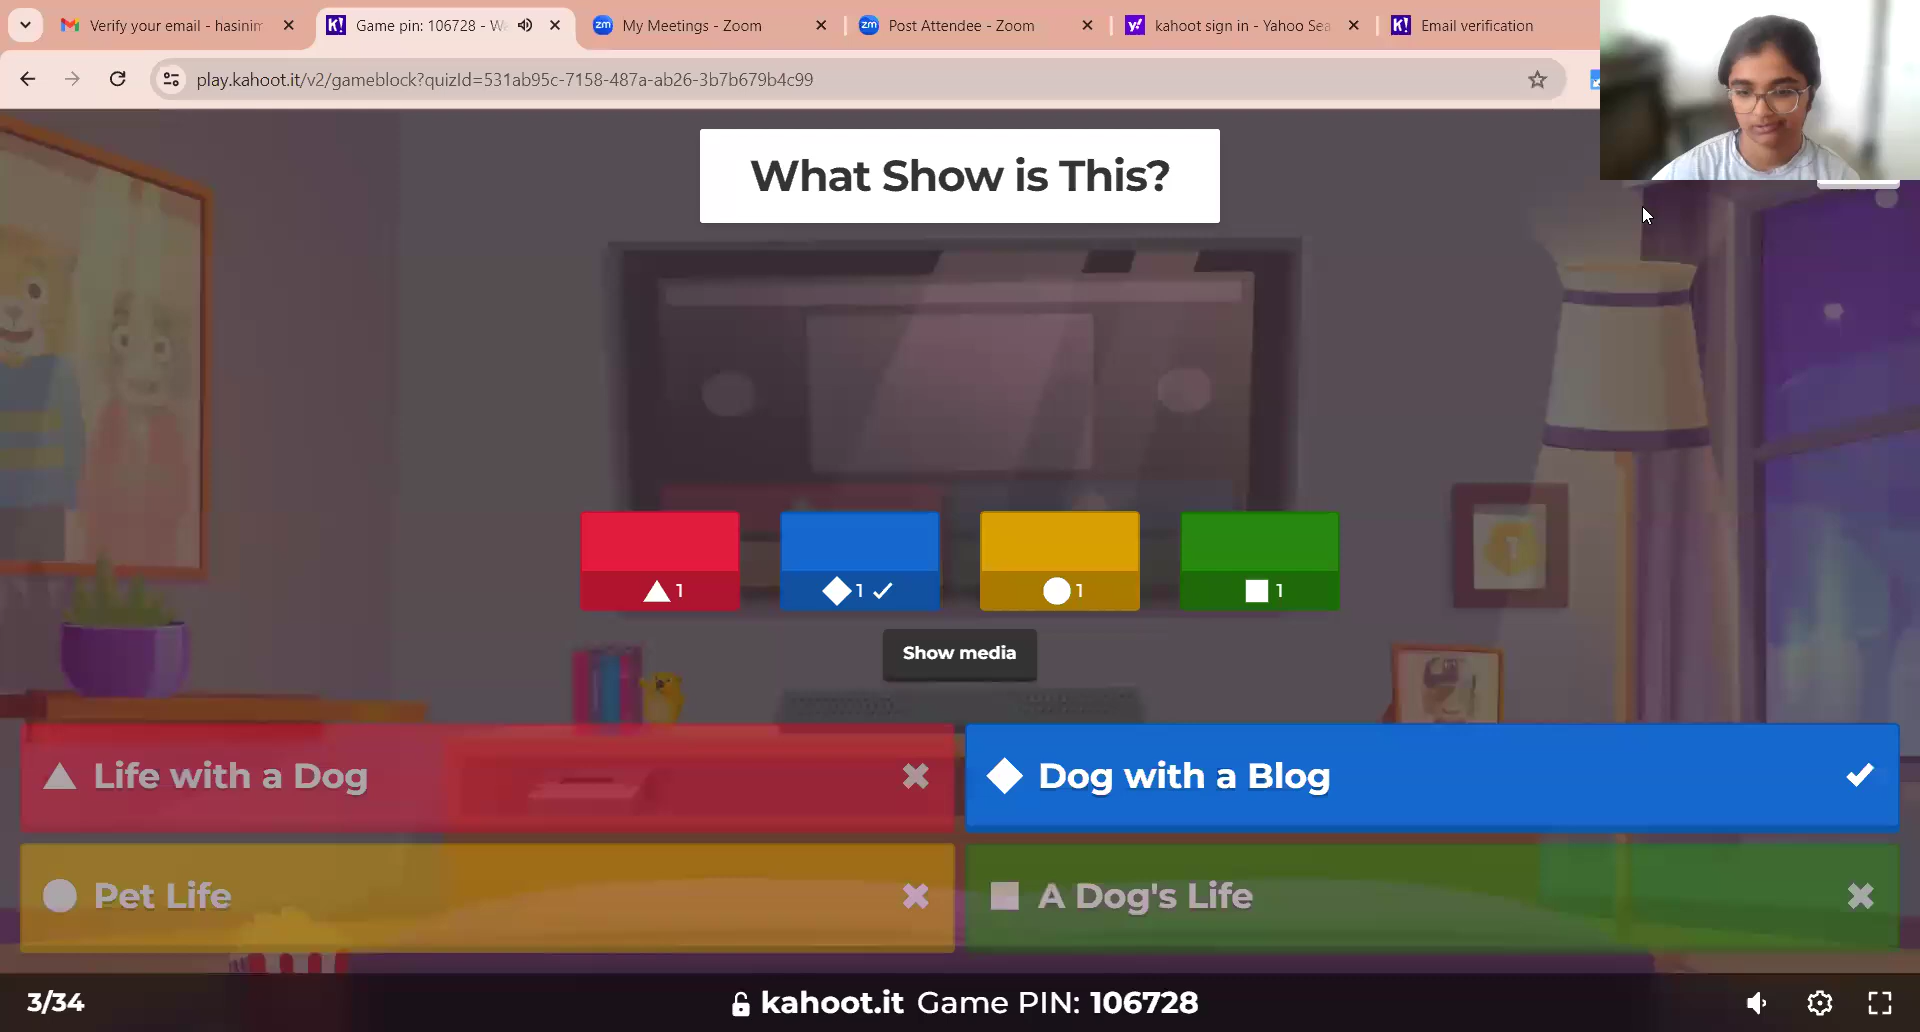 Verify your email - hasinim
Game pin: 106728 - Wa
My Meetings - Zoom
Post Attendee - Zoom
kahoot sign in - Yahoo Sea
Email verification
play.kahoot.it/v2/gameblock?quizId=531ab95c-7158-487a-ab26-3b7b679b4c99
What Show is This?
1
1
1
1
Show media
Life with a Dog
Dog with a Blog
Pet Life
A Dog's Life
3/34
kahoot.it Game PIN: 106728